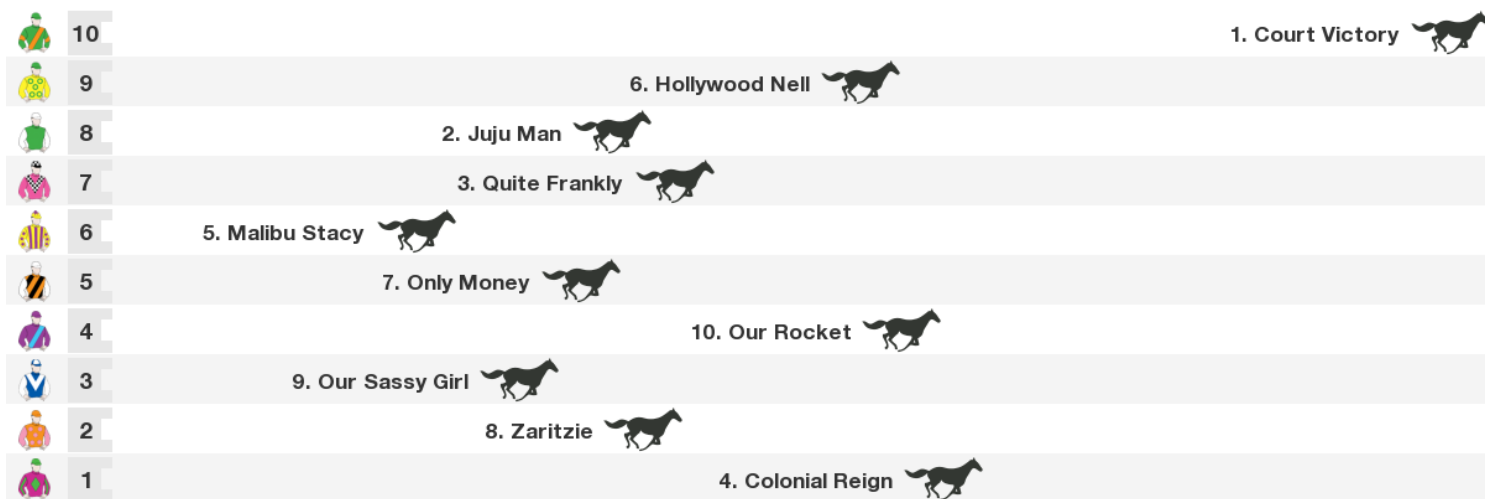 10 1. Court Victory
9 6. Hollywood Nell
8 2. Juju Man
7 3. Quite Frankly
6 5. Malibu Stacy
5 7. Only Money
4 10. Our Rocket
3 9. Our Sassy Girl
2 8. Zaritzie
1 4. Colonial Reign